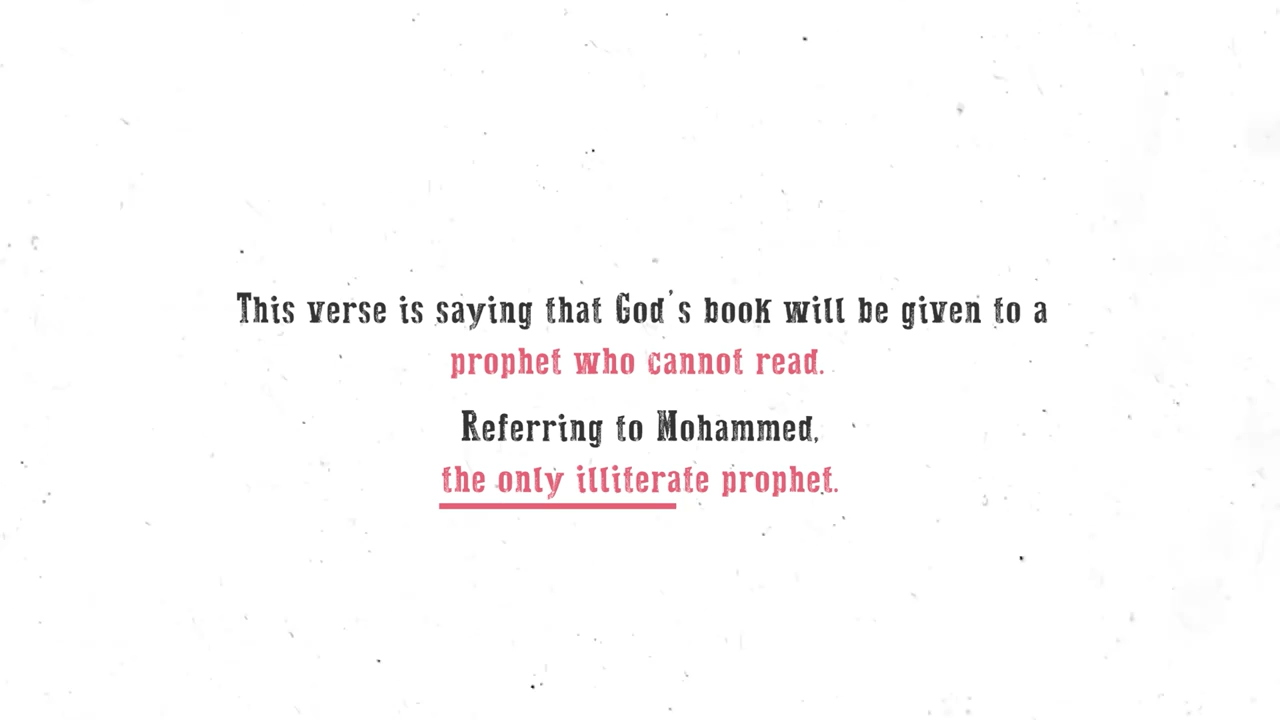 This verse is saying that God's book will be given to a
prophet who cannot read.
Referring to Mohammed,
the only illiterate prophet.